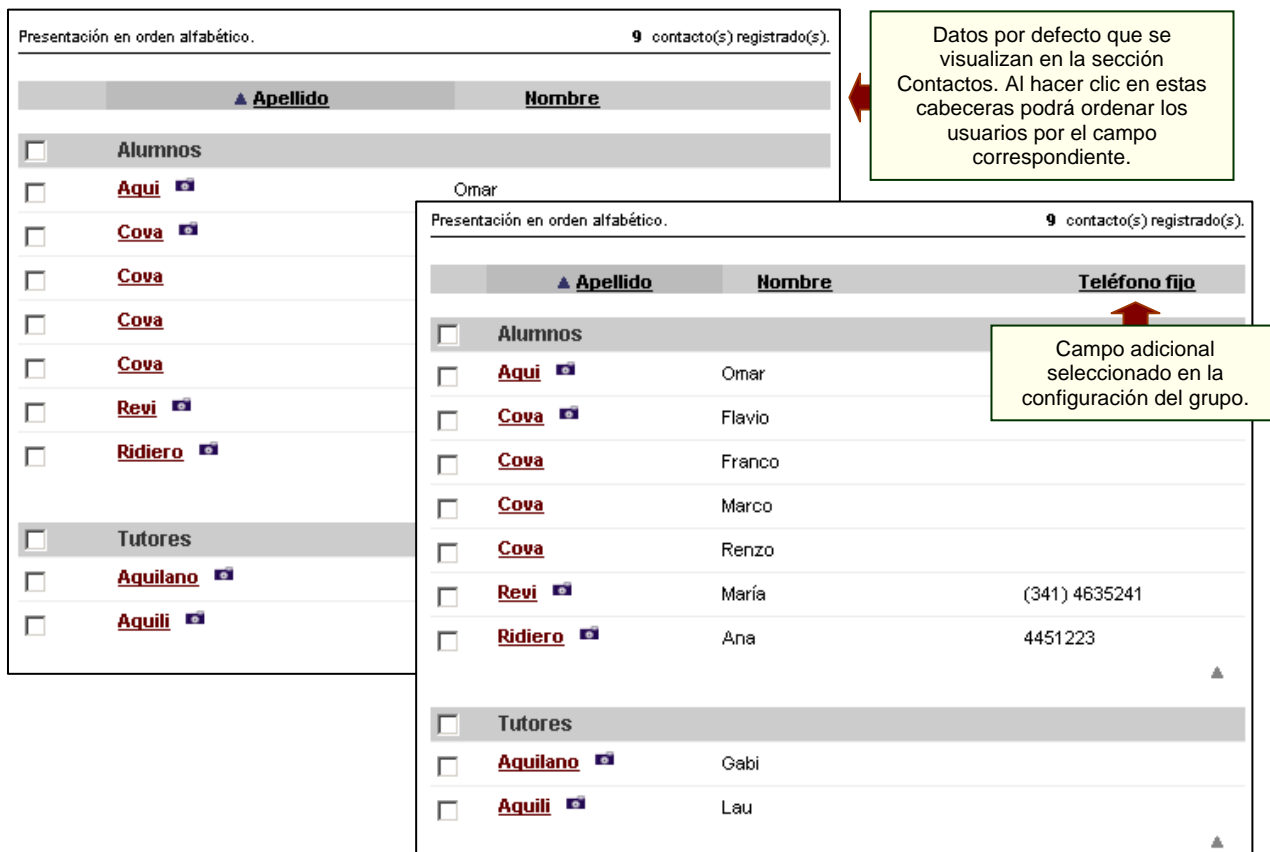 Presentación en orden alfabético. 9 contacto(s) registrado(s).
▲ Apellido Nombre
Alumnos
Aqui Omar
Cova
Cova
Cova
Cova
Revi
Ridiero
Tutores
Aquilano
Aquili
Datos por defecto que se
visualizan en la sección
Contactos. Al hacer clic en estas
cabeceras podrá ordenar los
usuarios por el campo
correspondiente.
Presentación en orden alfabético. 9 contacto(s) registrado(s).
▲ Apellido Nombre Teléfono fijo
Alumnos
Aqui Omar
Cova Flavio
Cova Franco
Cova Marco
Cova Renzo
Revi María (341) 4635241
Ridiero Ana 4451223
Tutores
Aquilano Gabi
Aquili Lau
Campo adicional
seleccionado en la
configuración del grupo.